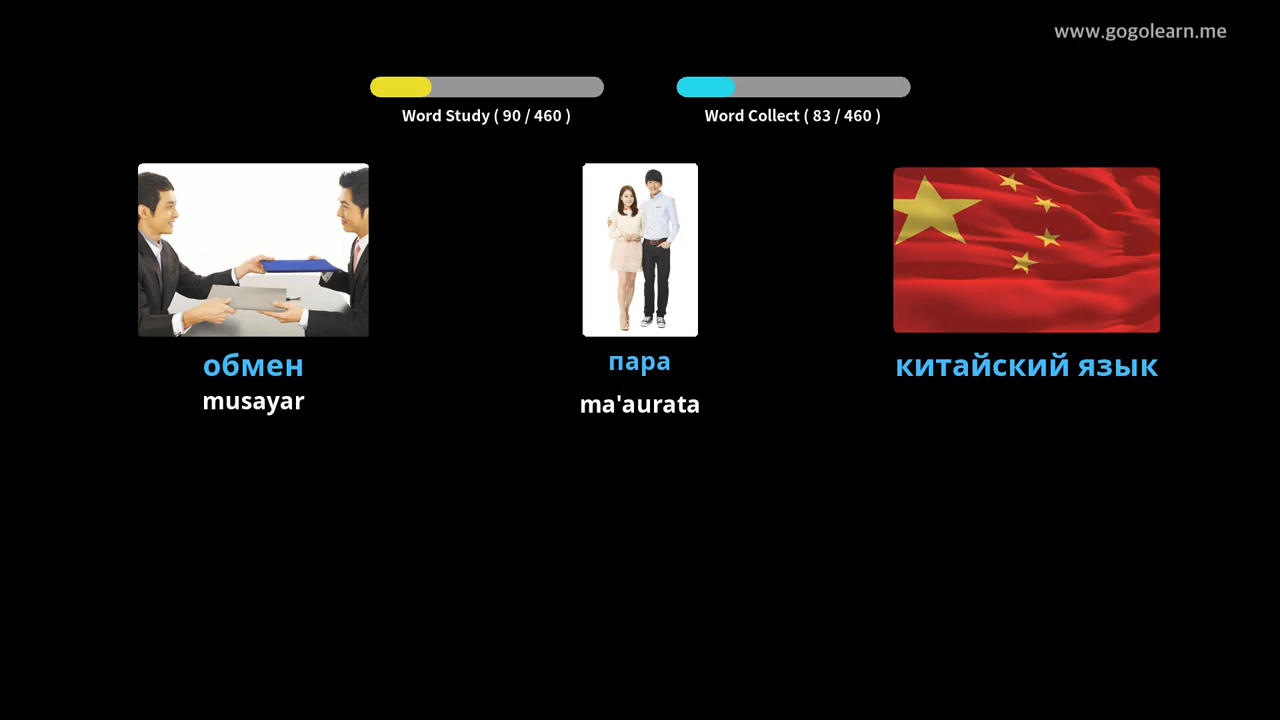 www.gogolearn.me
Word Study ( 90 / 460 )
Word Collect ( 83 / 460 )
обмен
musayar
пара
ma'aurata
китайский язык